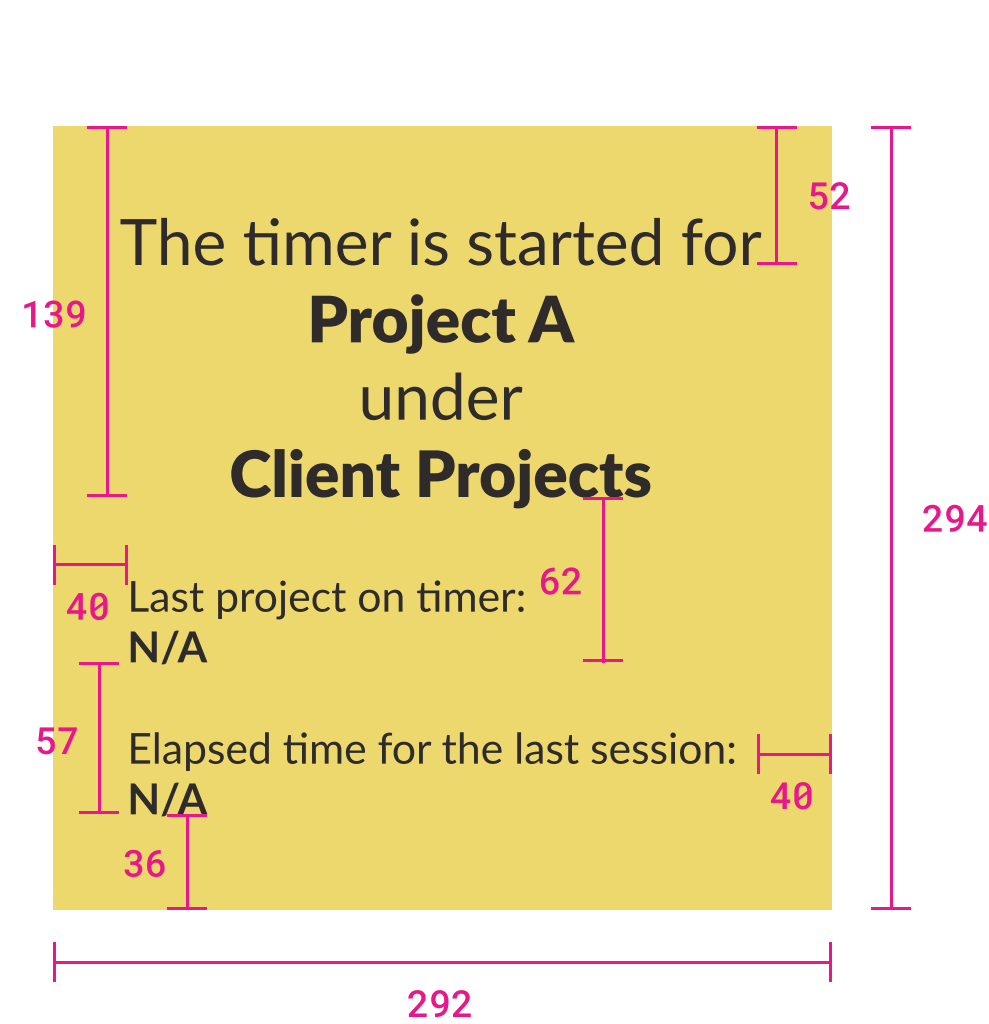 52
The timer is started for
139
Project A
under
Client Projects
294
62
40
Last project on timer:
N/A
57
Elapsed time for the last session:
40
N/A
36
292